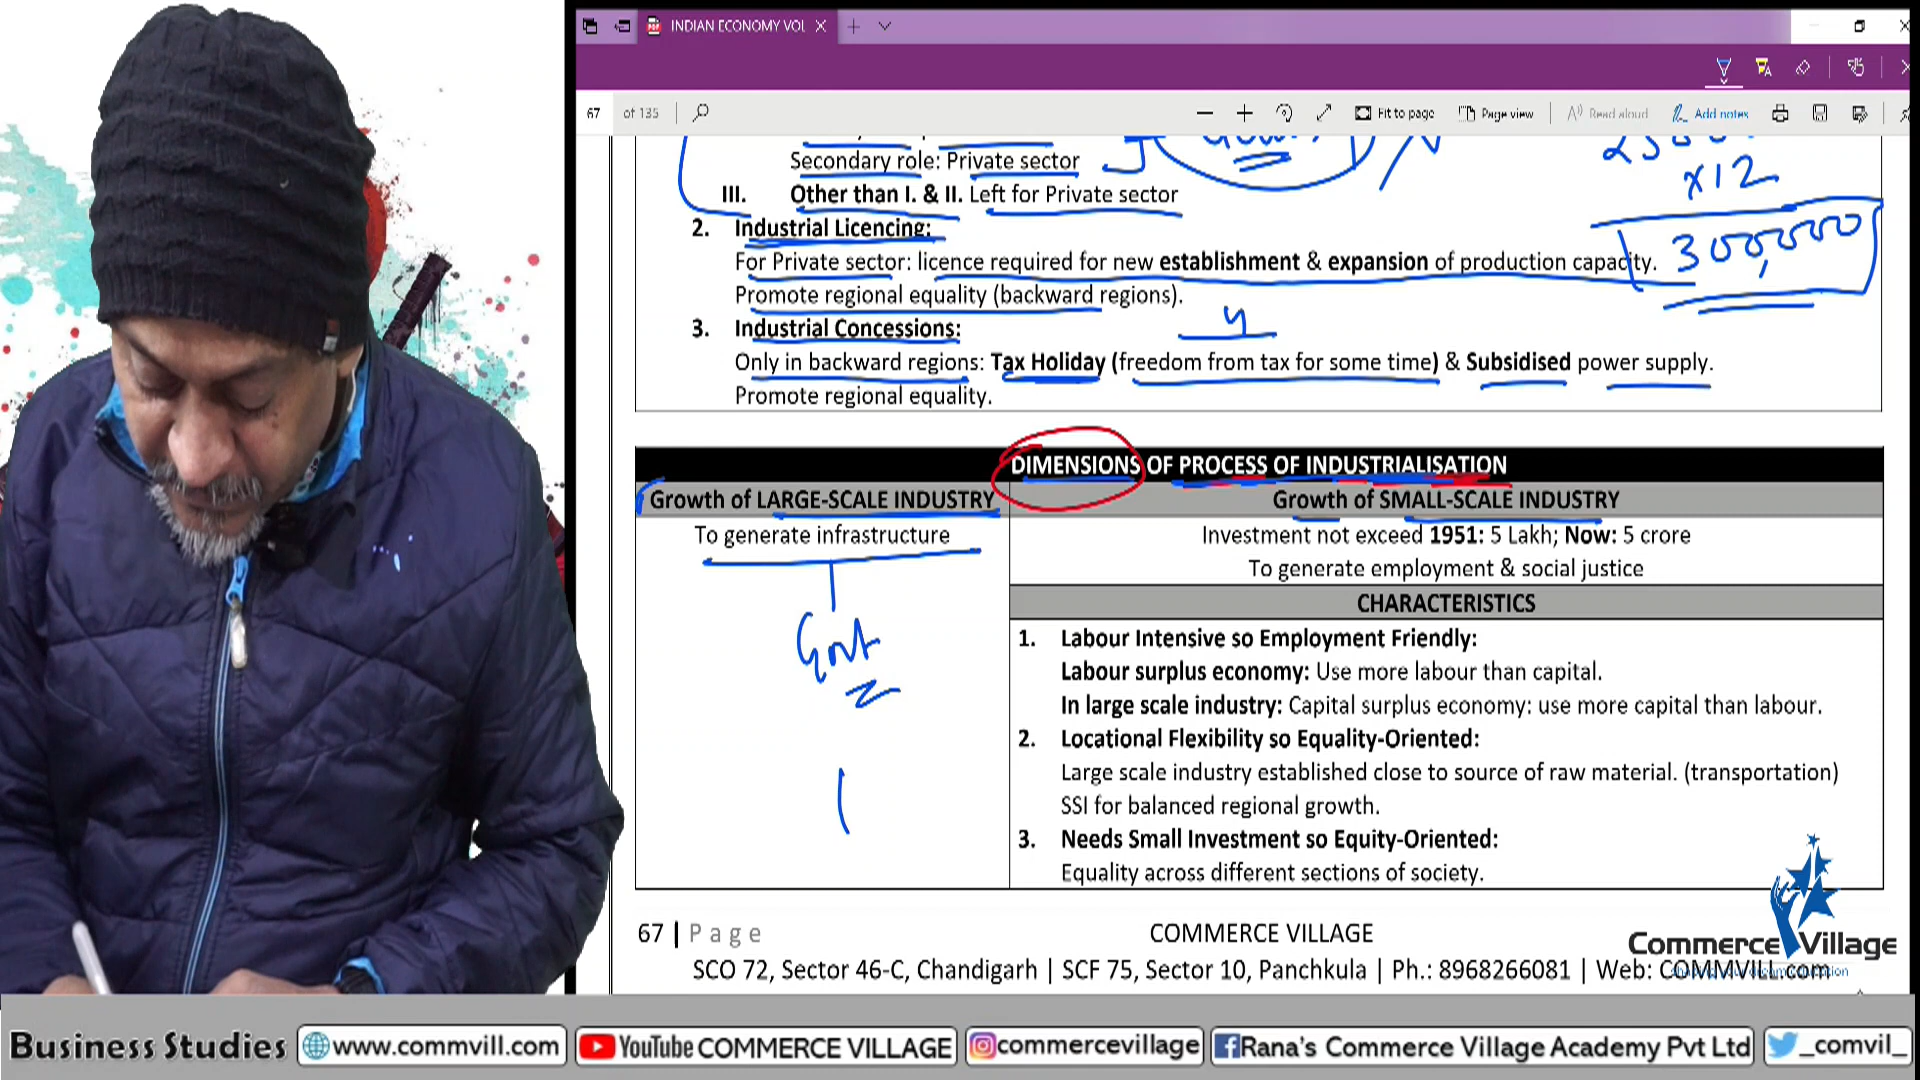 INDIAN ECONOMY VOL
67 of 135
Fit to page
Page view
Read aloud
Add notes
Secondary role: Private sector
III. Other than I. & II. Left for Private sector
x12
300,000
2. Industrial Licencing:
For Private sector: licence required for new establishment & expansion of production capacity.
Promote regional equality (backward regions).
3. Industrial Concessions:
Only in backward regions: Tax Holiday (freedom from tax for some time) & Subsidised power supply.
Promote regional equality.
DIMENSIONS OF PROCESS OF INDUSTRIALISATION
Growth of LARGE-SCALE INDUSTRY
To generate infrastructure
Govt
Growth of SMALL-SCALE INDUSTRY
Investment not exceed 1951: 5 Lakh; Now: 5 crore
To generate employment & social justice
CHARACTERISTICS
1. Labour Intensive so Employment Friendly:
Labour surplus economy: Use more labour than capital.
In large scale industry: Capital surplus economy: use more capital than labour.
2. Locational Flexibility so Equality-Oriented:
Large scale industry established close to source of raw material. (transportation)
SSI for balanced regional growth.
3. Needs Small Investment so Equity-Oriented:
Equality across different sections of society.
67 | Page
COMMERCE VILLAGE
Commerce Village
SCO 72, Sector 46-C, Chandigarh | SCF 75, Sector 10, Panchkula | Ph.: 8968266081 | Web: COMMVILL.com
Business Studies
www.commvill.com
YouTube COMMERCE VILLAGE
commercevillage
Rana's Commerce Village Academy Pvt Ltd
_comvil_